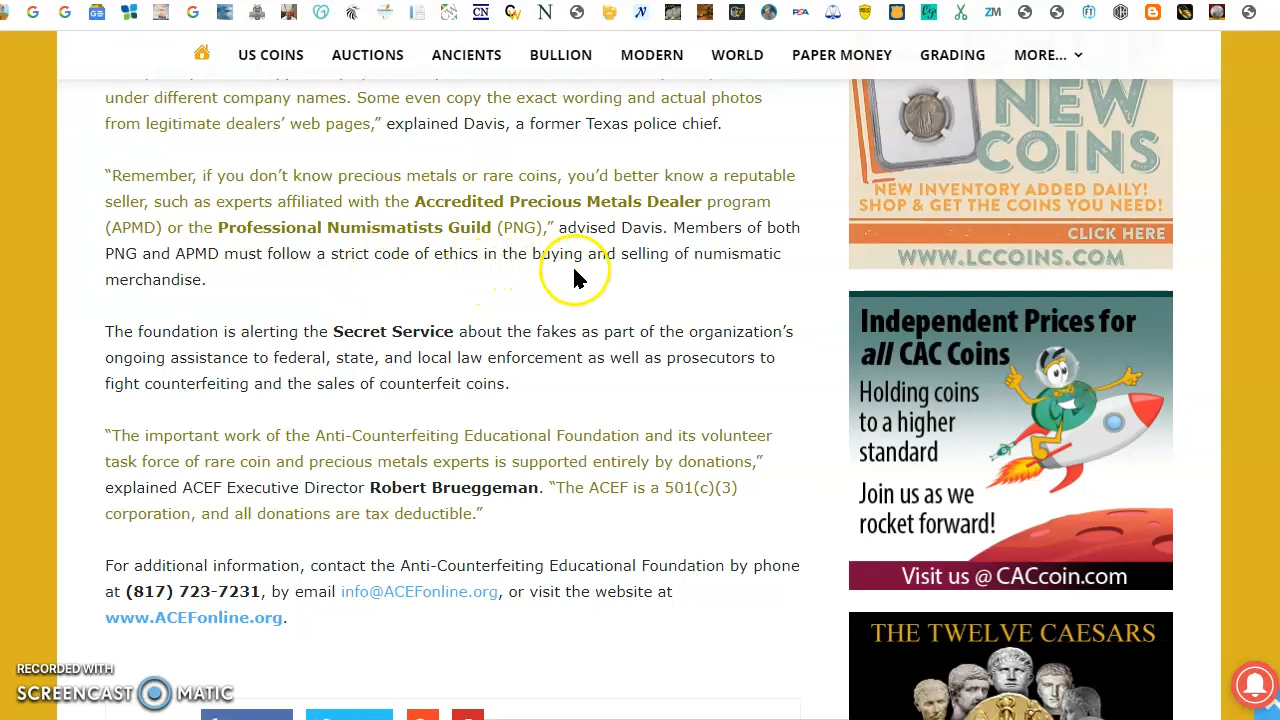 US COINS AUCTIONS ANCIENTS BULLION MODERN WORLD PAPER MONEY GRADING MORE...
under different company names. Some even copy the exact wording and actual photos
from legitimate dealers’ web pages,” explained Davis, a former Texas police chief.
“Remember, if you don’t know precious metals or rare coins, you’d better know a reputable
seller, such as experts affiliated with the Accredited Precious Metals Dealer program
(APMD) or the Professional Numismatists Guild (PNG),” advised Davis. Members of both
PNG and APMD must follow a strict code of ethics in the buying and selling of numismatic
merchandise.
The foundation is alerting the Secret Service about the fakes as part of the organization’s
ongoing assistance to federal, state, and local law enforcement as well as prosecutors to
fight counterfeiting and the sales of counterfeit coins.
“The important work of the Anti-Counterfeiting Educational Foundation and its volunteer
task force of rare coin and precious metals experts is supported entirely by donations,”
explained ACEF Executive Director Robert Brueggeman. “The ACEF is a 501(c)(3)
corporation, and all donations are tax deductible.”
For additional information, contact the Anti-Counterfeiting Educational Foundation by phone
at (817) 723-7231, by email info@ACEFonline.org, or visit the website at
www.ACEFonline.org.
NEW
COINS
NEW INVENTORY ADDED DAILY!
SHOP & GET THE COINS YOU NEED!
CLICK HERE
WWW.LCCOINS.COM
Independent Prices for
all CAC Coins
Holding coins
to a higher
standard
Join us as we
rocket forward!
Visit us @ CACcoin.com
THE TWELVE CAESARS
RECORDED WITH
SCREENCAST MATIC